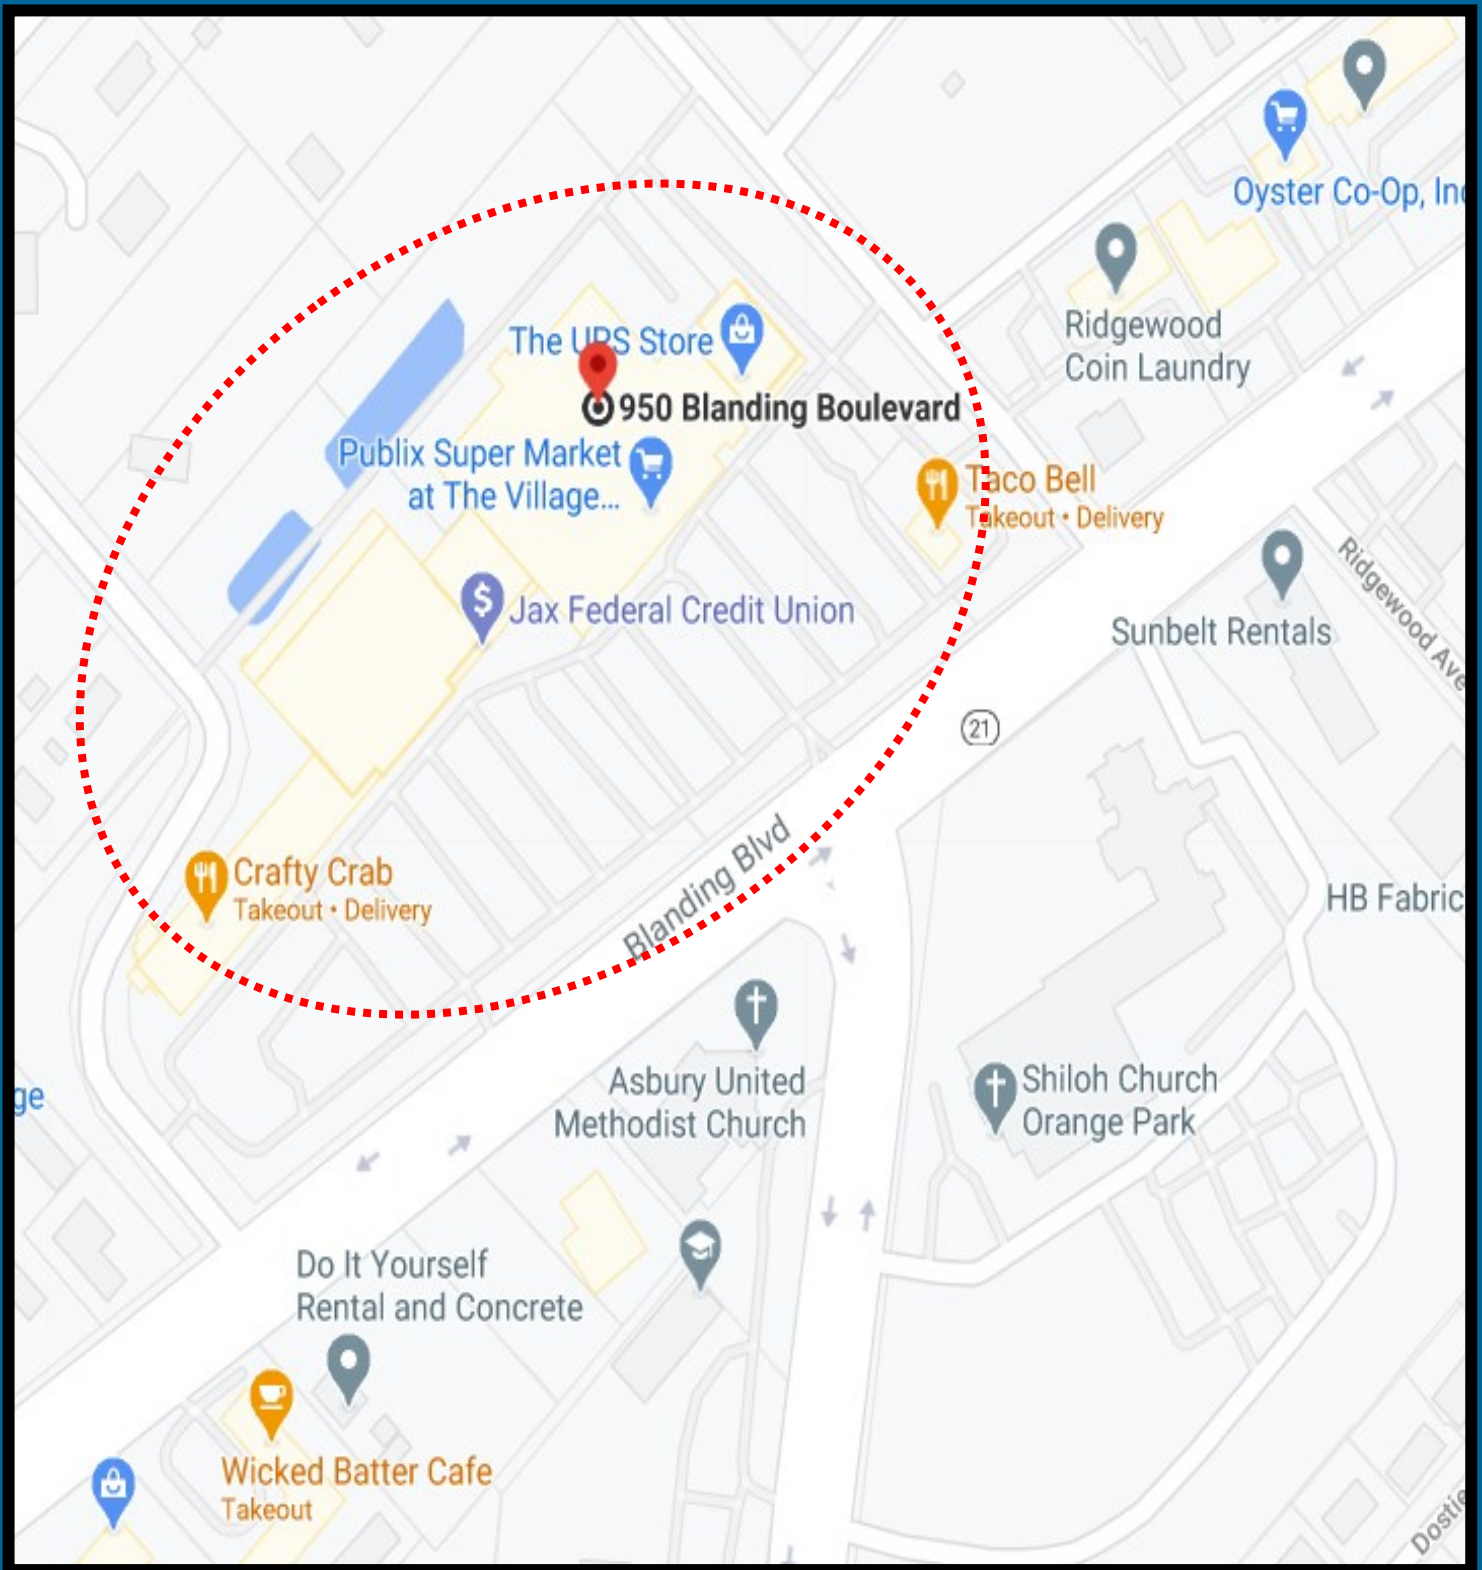 Oyster Co-Op, Inc
Ridgewood
Coin Laundry
The UPS Store
950 Blanding Boulevard
Publix Super Market
at The Village...
Taco Bell
Takeout • Delivery
Ridgewood Ave
Sunbelt Rentals
Jax Federal Credit Union
21
Blanding Blvd
Crafty Crab
Takeout • Delivery
HB Fabric
Asbury United
Methodist Church
Shiloh Church
Orange Park
ge
Do It Yourself
Rental and Concrete
Wicked Batter Cafe
Takeout
Dostie